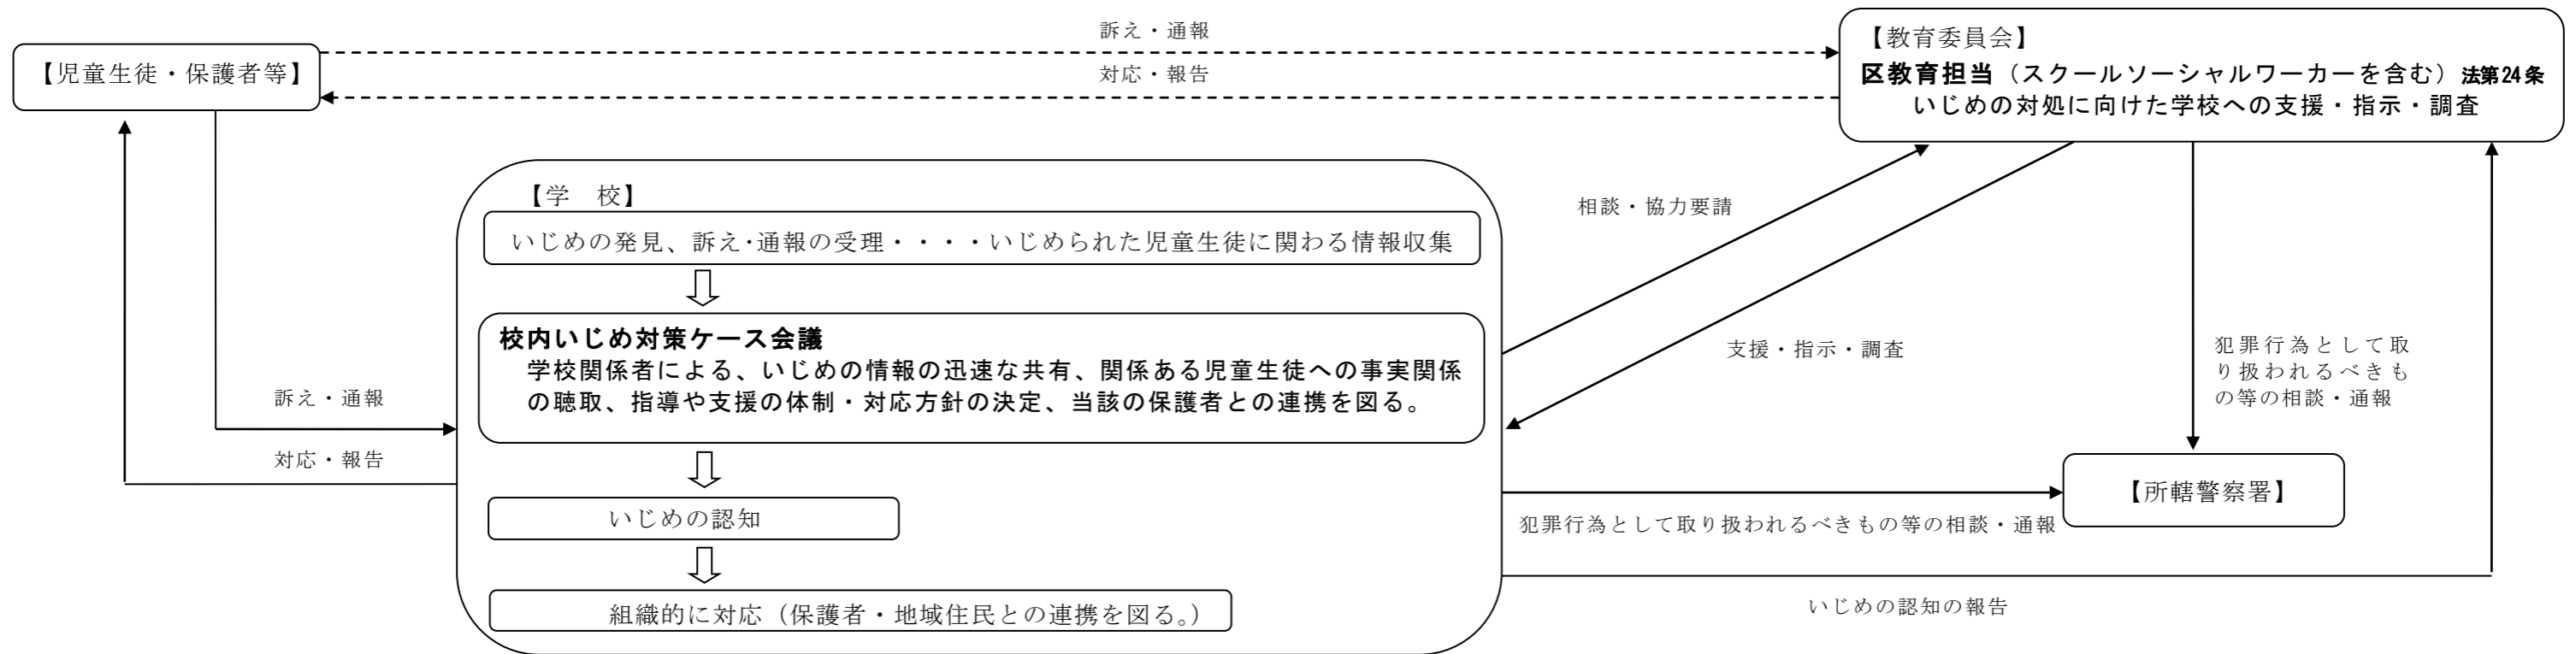 訴え・通報
対応・報告
【児童生徒・保護者等】
【教育委員会】
区教育担当（スクールソーシャルワーカーを含む）法第24条
いじめの対処に向けた学校への支援・指示・調査
【学　校】
いじめの発見、訴え・通報の受理・・・・いじめられた児童生徒に関わる情報収集
校内いじめ対策ケース会議
学校関係者による、いじめの情報の迅速な共有、関係ある児童生徒への事実関係
の聴取、指導や支援の体制・対応方針の決定、当該の保護者との連携を図る。
いじめの認知
組織的に対応（保護者・地域住民との連携を図る。）
訴え・通報
対応・報告
相談・協力要請
支援・指示・調査
犯罪行為として取
り扱われるべきも
の等の相談・通報
【所轄警察署】
犯罪行為として取り扱われるべきもの等の相談・通報
いじめの認知の報告